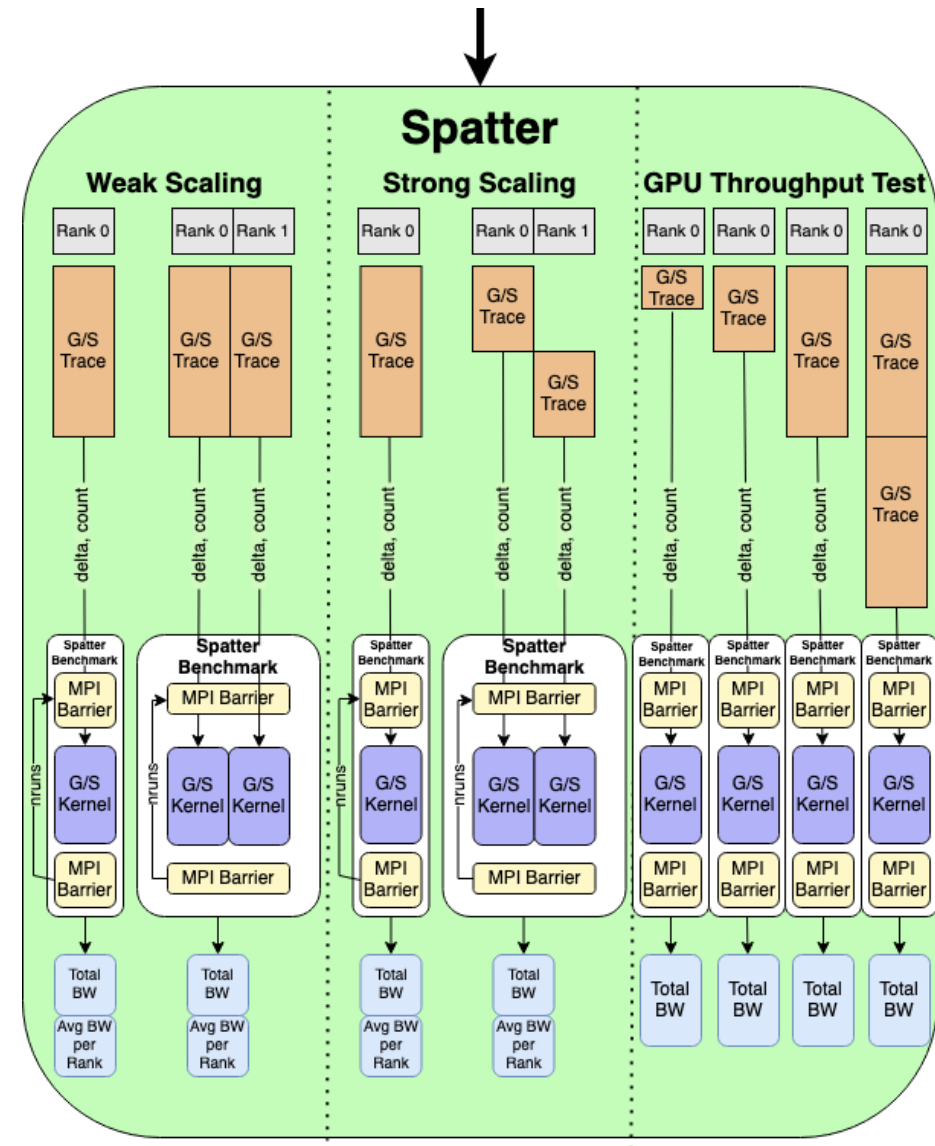 Spatter
Weak Scaling
Strong Scaling
GPU Throughput Test
Rank 0
Rank 0
Rank 1
Rank 0
Rank 0
Rank 1
Rank 0
Rank 0
Rank 0
Rank 0
G/S
Trace
G/S
Trace
G/S
Trace
G/S
Trace
G/S
Trace
G/S
Trace
G/S
Trace
G/S
Trace
G/S
Trace
G/S
Trace
G/S
Trace
delta, count
delta, count
delta, count
delta, count
delta, count
delta, count
delta, count
delta, count
delta, count
Spatter
Benchmark
MPI
Barrier
G/S
Kernel
MPI
Barrier
nruns
Spatter
Benchmark
MPI Barrier
G/S
Kernel
G/S
Kernel
MPI Barrier
nruns
Spatter
Benchmark
MPI
Barrier
G/S
Kernel
MPI
Barrier
nruns
Spatter
Benchmark
MPI Barrier
G/S
Kernel
G/S
Kernel
MPI Barrier
nruns
Spatter
Benchmark
MPI
Barrier
G/S
Kernel
MPI
Barrier
Spatter
Benchmark
MPI
Barrier
G/S
Kernel
MPI
Barrier
Spatter
Benchmark
MPI
Barrier
G/S
Kernel
MPI
Barrier
Spatter
Benchmark
MPI
Barrier
G/S
Kernel
MPI
Barrier
Total
BW
Avg BW
per
Rank
Total
BW
Avg BW
per
Rank
Total
BW
Avg BW
per
Rank
Total
BW
Avg BW
per
Rank
Total
BW
Total
BW
Total
BW
Total
BW